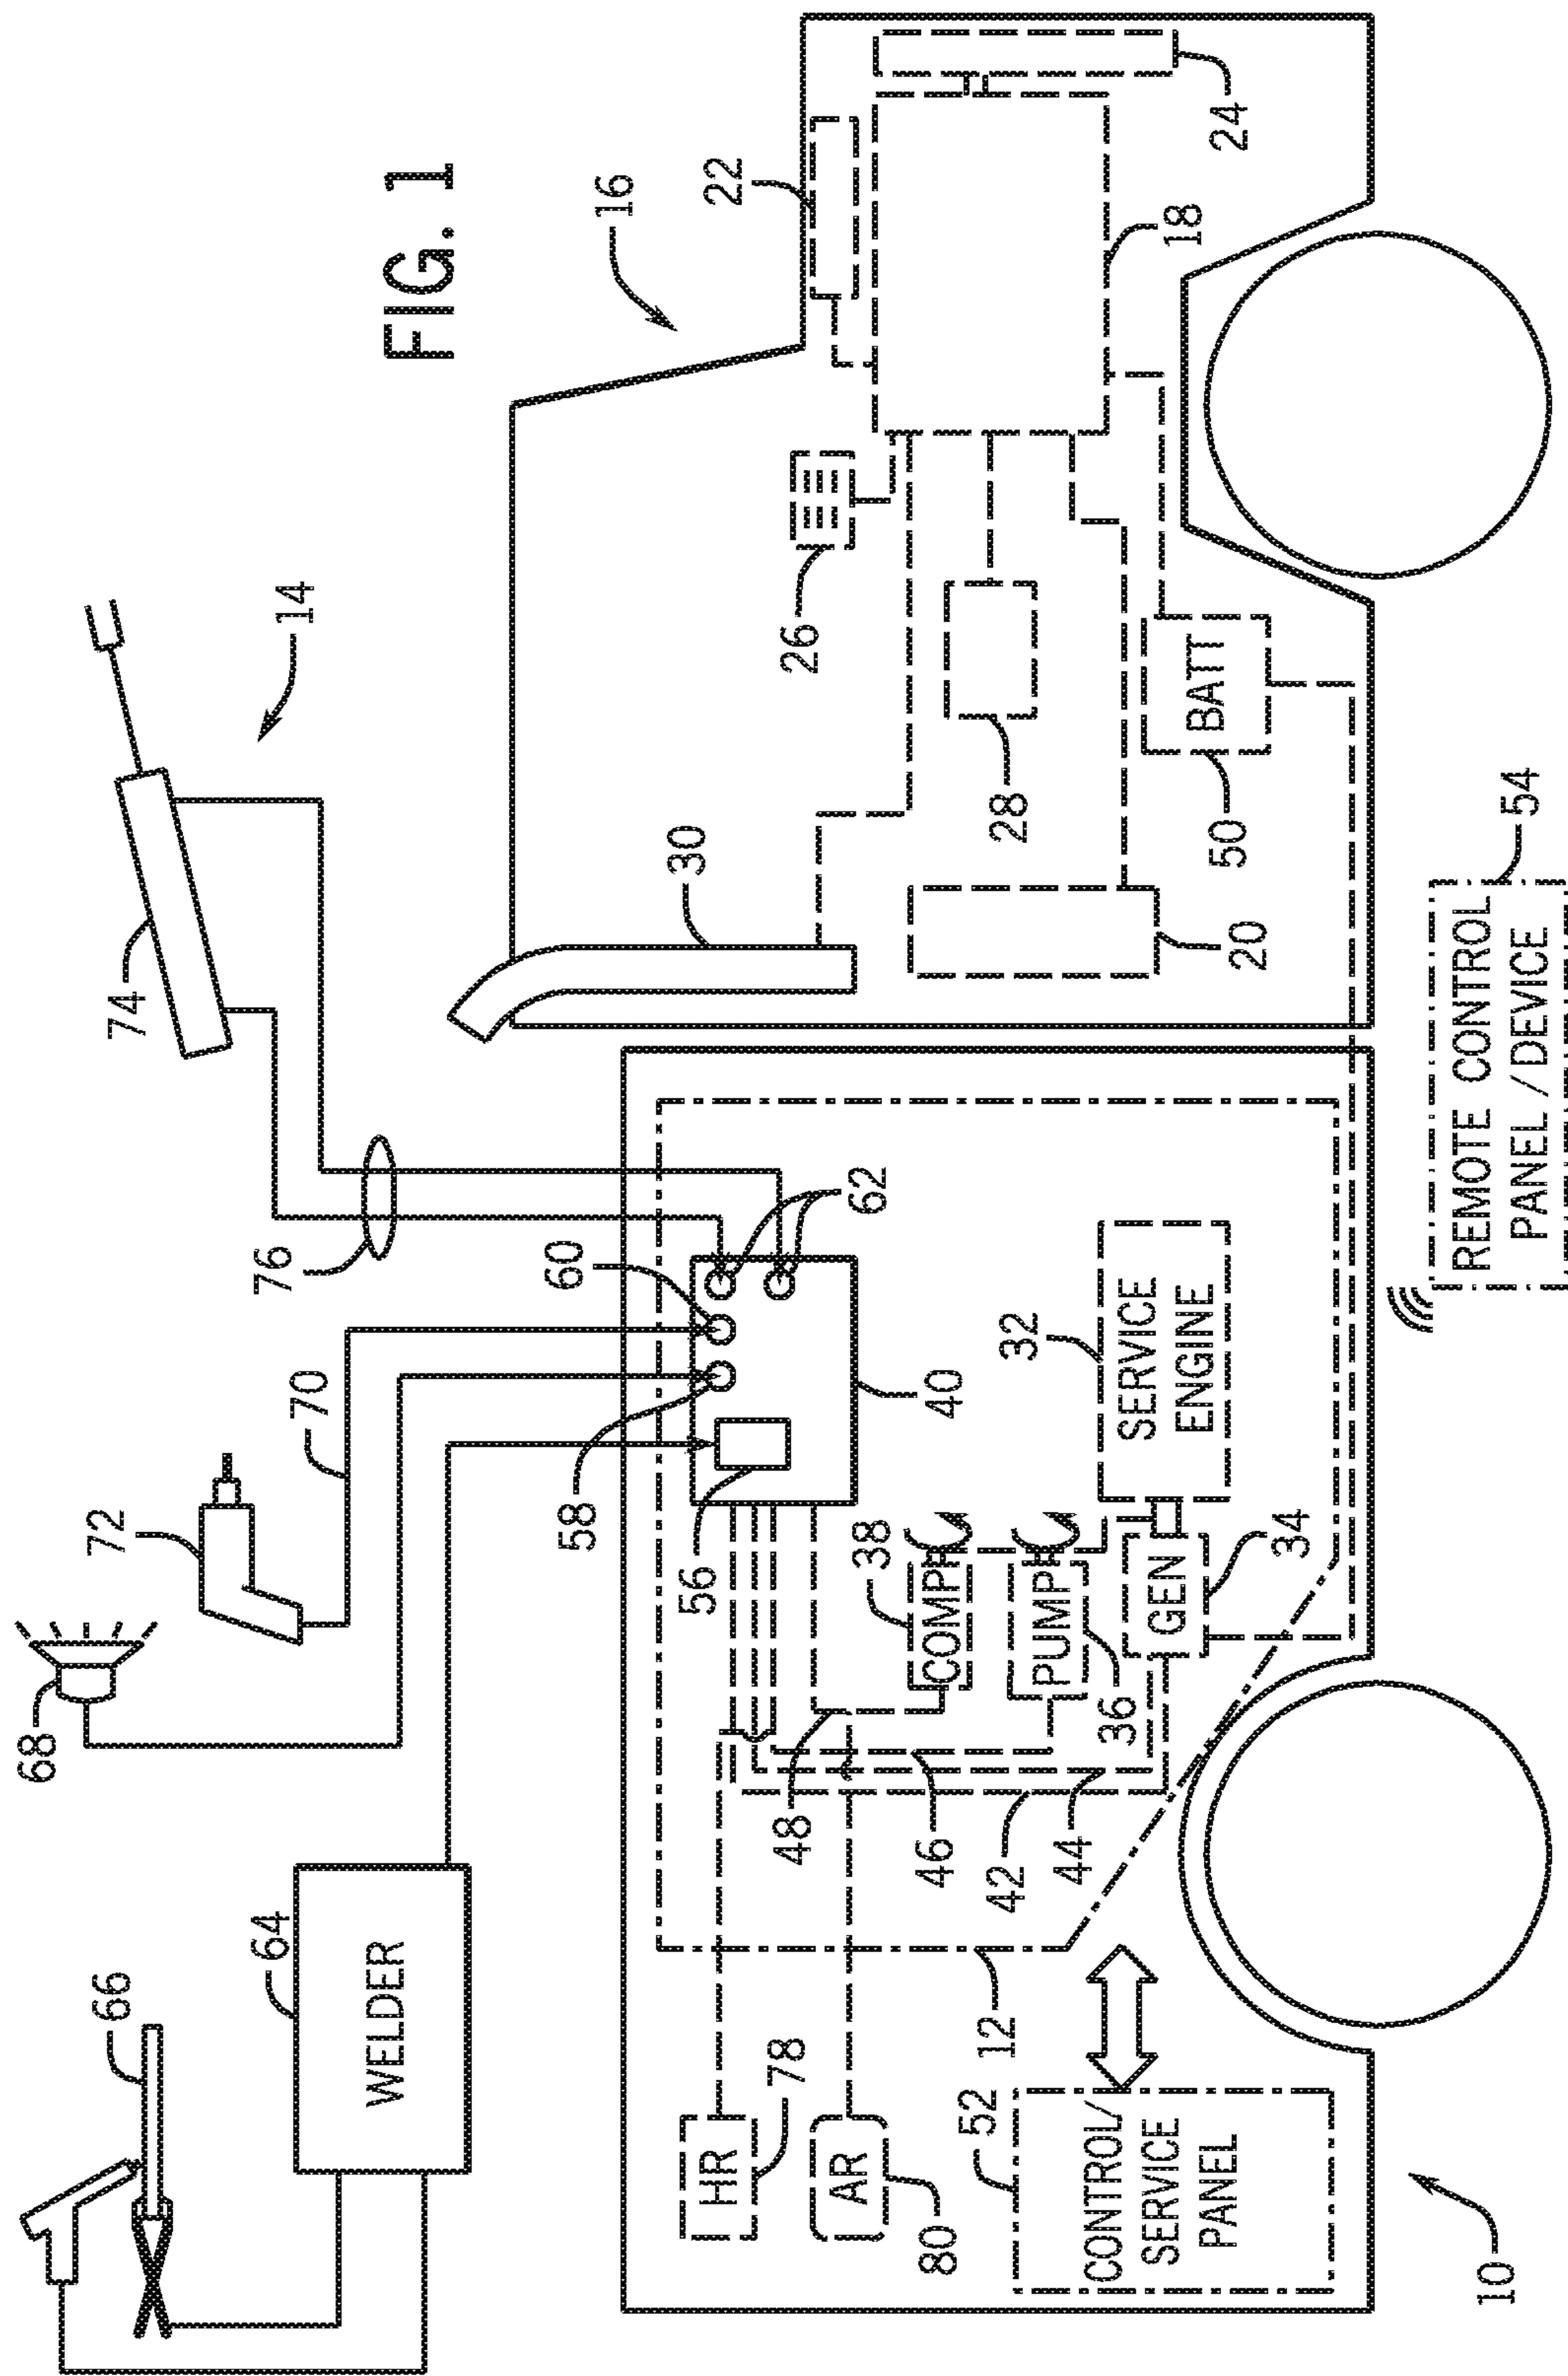 FIG. 1
66
64
WELDER
68
72
70
76
74
14
58
60
62
56
40
16
22
26
30
28
18
24
20
50
BATT
HR
78
AR
80
52
CONTROL/
SERVICE
PANEL
12
48
46
42
44
38
COMPR
PUMP
36
GEN
34
32
SERVICE
ENGINE
10
54
REMOTE CONTROL
PANEL / DEVICE